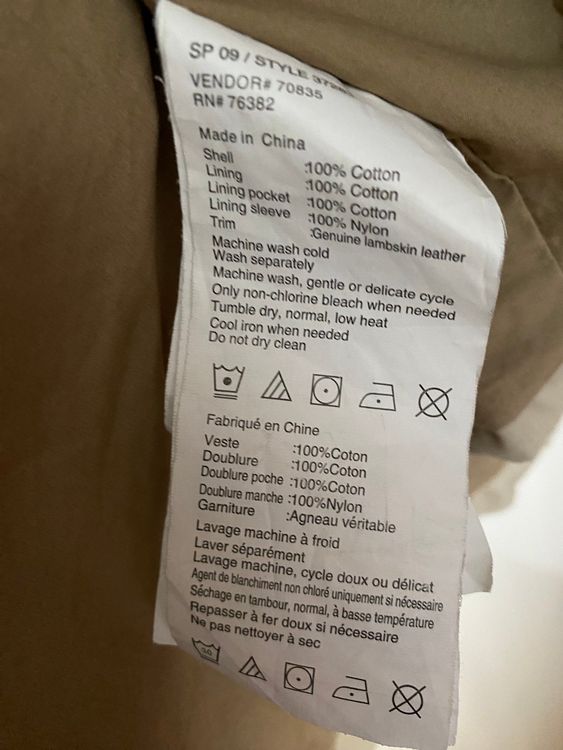 SP 09 / STYLE
VENDOR# 70835
RN# 76382
Made in China
Shell :100% Cotton
Lining :100% Cotton
Lining pocket :100% Cotton
Lining sleeve :100% Nylon
Trim :Genuine lambskin leather
Machine wash cold
Wash separately
Machine wash, gentle or delicate cycle
Only non-chlorine bleach when needed
Tumble dry, normal, low heat
Cool iron when needed
Do not dry clean
Fabriqué en Chine
Veste :100%Coton
Doublure :100%Coton
Doublure poche :100%Coton
Doublure manche :100%Nylon
Garniture :Agneau véritable
Lavage machine à froid
Laver séparément
Lavage machine, cycle doux ou délicat
Agent de blanchiment non chloré uniquement si nécessaire
Séchage en tambour, normal, à basse température
Repasser à fer doux si nécessaire
Ne pas nettoyer à sec
30